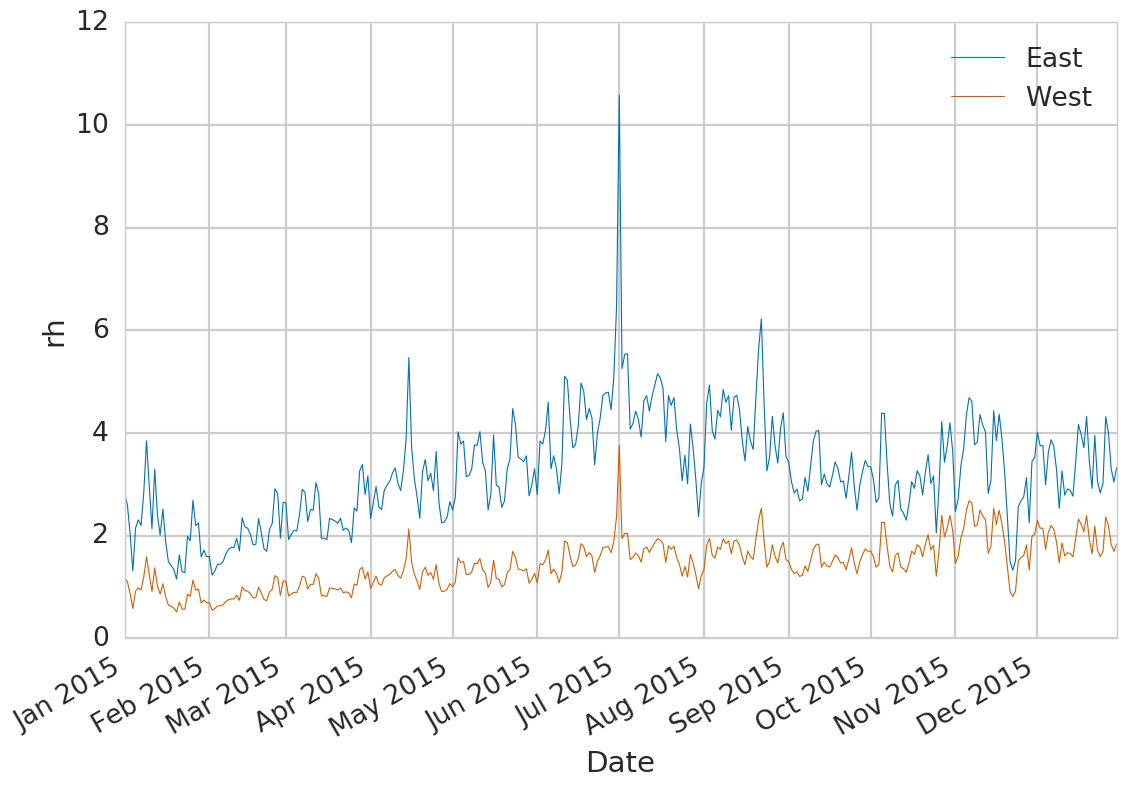 12
10
8
6
4
2
0
rh
East
West
Jan 2015
Feb 2015
Mar 2015
Apr 2015
May 2015
Jun 2015
Jul 2015
Aug 2015
Sep 2015
Oct 2015
Nov 2015
Dec 2015
Date